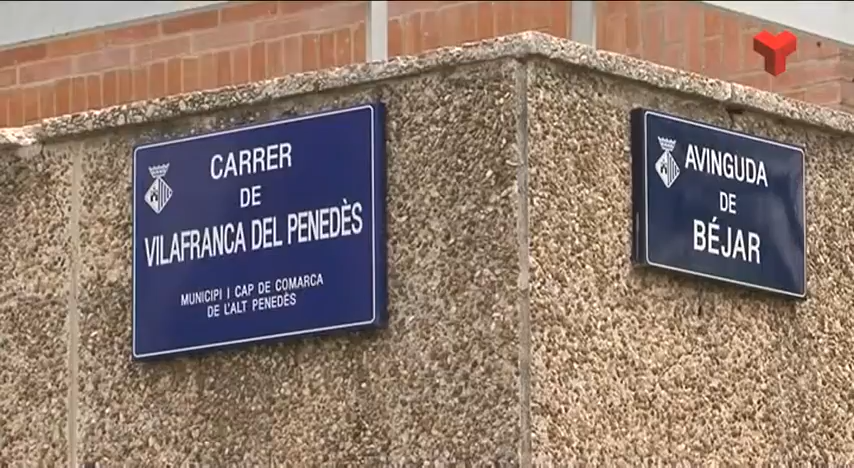 CARRER
DE
VILAFRANCA DEL PENEDÈS
MUNICIPI I CAP DE COMARCA
DE L'ALT PENEDÈS
AVINGUDA
DE
BÉJAR